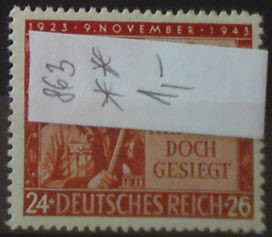 1923 · 9. NOVEMBER · 1943
863
**
1,–
DOCH
GESIEGT
24+DEUTSCHES REICH+26